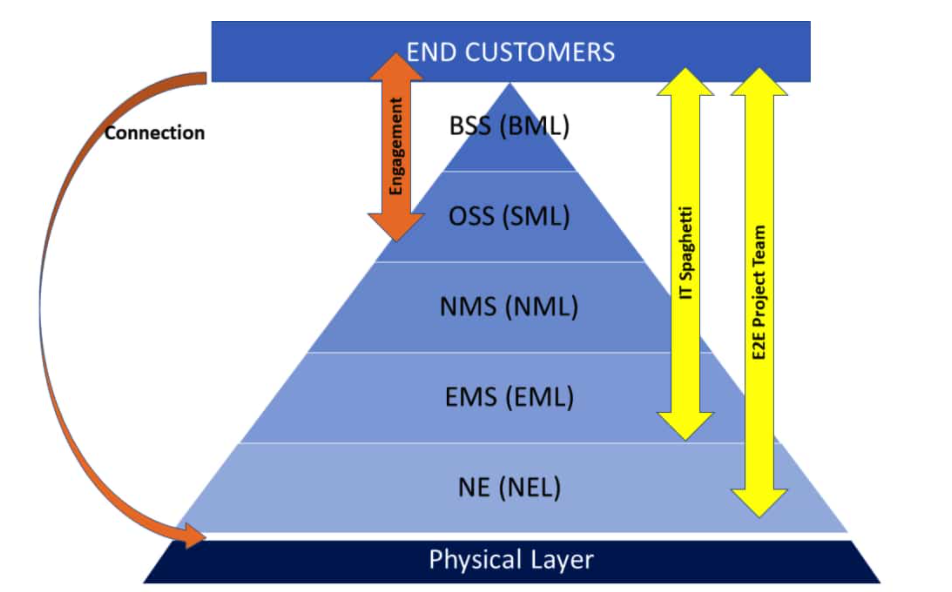 END CUSTOMERS
Connection
Engagement
BSS (BML)
OSS (SML)
NMS (NML)
EMS (EML)
NE (NEL)
IT Spaghetti
E2E Project Team
Physical Layer